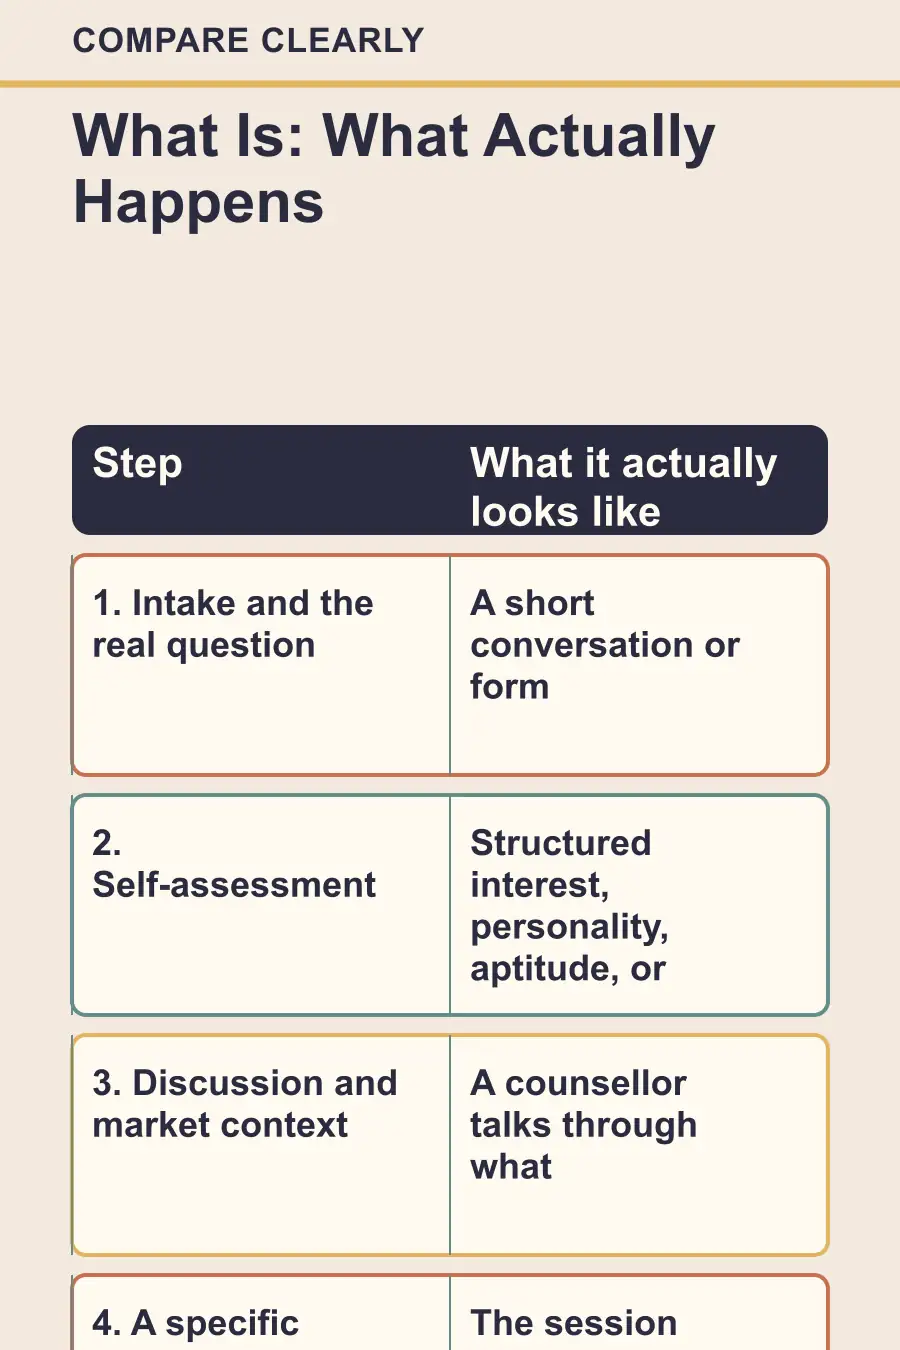 COMPARE CLEARLY
What Is: What Actually
Happens
Step
What it actually
looks like
1. Intake and the
real question
A short
conversation or
form
2.
Self-assessment
Structured
interest,
personality,
aptitude, or
3. Discussion and
market context
A counsellor
talks through
what
4. A specific
The session